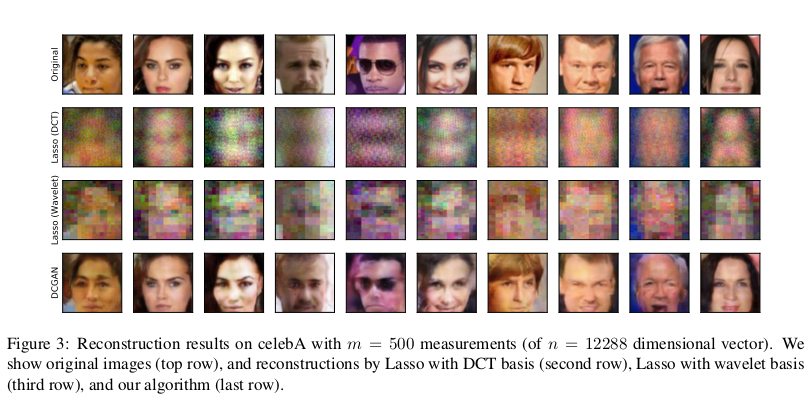 Original
Lasso (DCT)
Lasso (Wavelet)
DCGAN
Figure 3: Reconstruction results on celebA with m = 500 measurements (of n = 12288 dimensional vector). We
show original images (top row), and reconstructions by Lasso with DCT basis (second row), Lasso with wavelet basis
(third row), and our algorithm (last row).